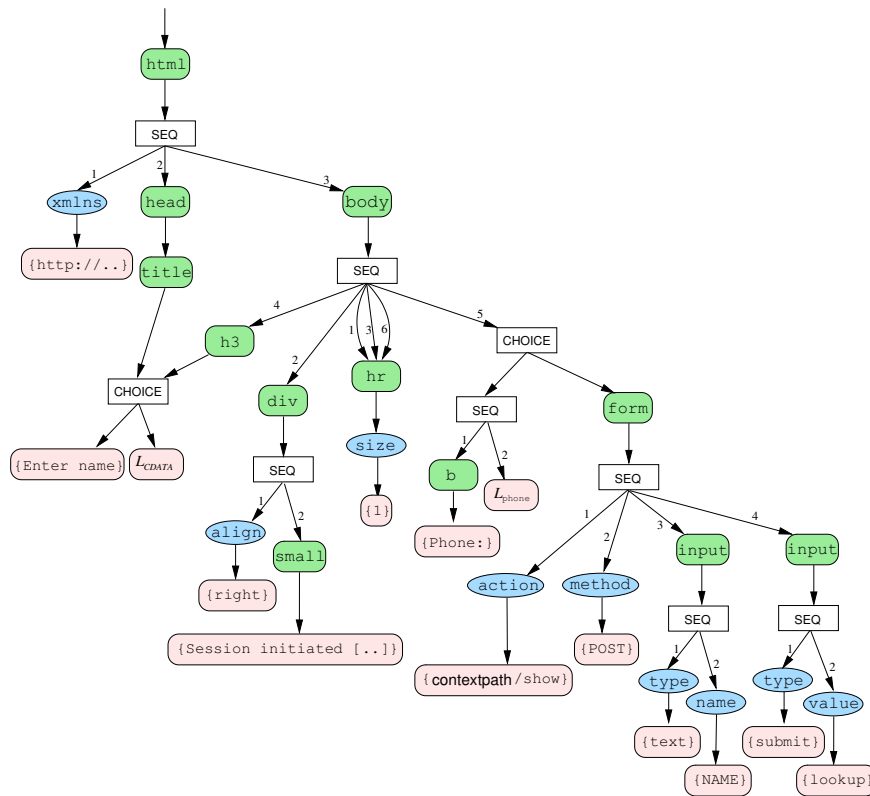 html
SEQ
1
2
3
xmlns
head
body
{http://..}
title
SEQ
4
2
1
3
6
5
h3
CHOICE
hr
CHOICE
div
SEQ
form
{Enter name}
LCDATA
SEQ
size
1
2
b
Lphone
SEQ
1
2
{1}
{Phone:}
1
2
3
4
align
small
input
input
{right}
action
method
SEQ
SEQ
{Session initiated [..]}
{POST}
1
2
1
2
{contextpath/show}
type
name
type
value
{text}
{submit}
{NAME}
{lookup}